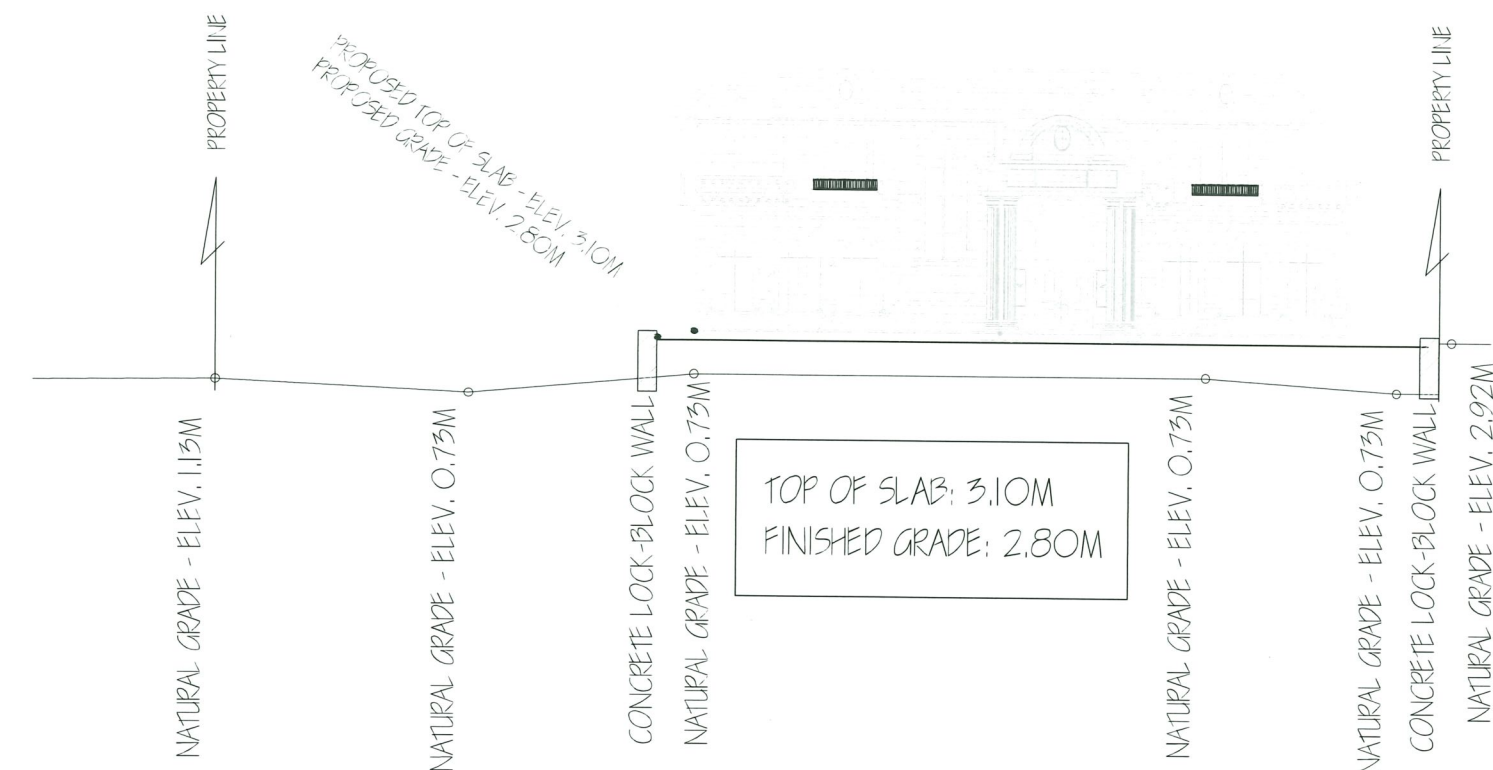 PROPERTY LINE
PROPOSED TOP OF SLAB - ELEV. 3.10M
PROPOSED GRADE - ELEV. 2.80M
PROPERTY LINE
NATURAL GRADE - ELEV. 1.13M
NATURAL GRADE - ELEV. 0.73M
CONCRETE LOCK-BLOCK WALL
NATURAL GRADE - ELEV. 0.73M
TOP OF SLAB: 3.10M
FINISHED GRADE: 2.80M
NATURAL GRADE - ELEV. 0.73M
NATURAL GRADE - ELEV. 0.73M
CONCRETE LOCK-BLOCK WALL
NATURAL GRADE - ELEV. 2.92M